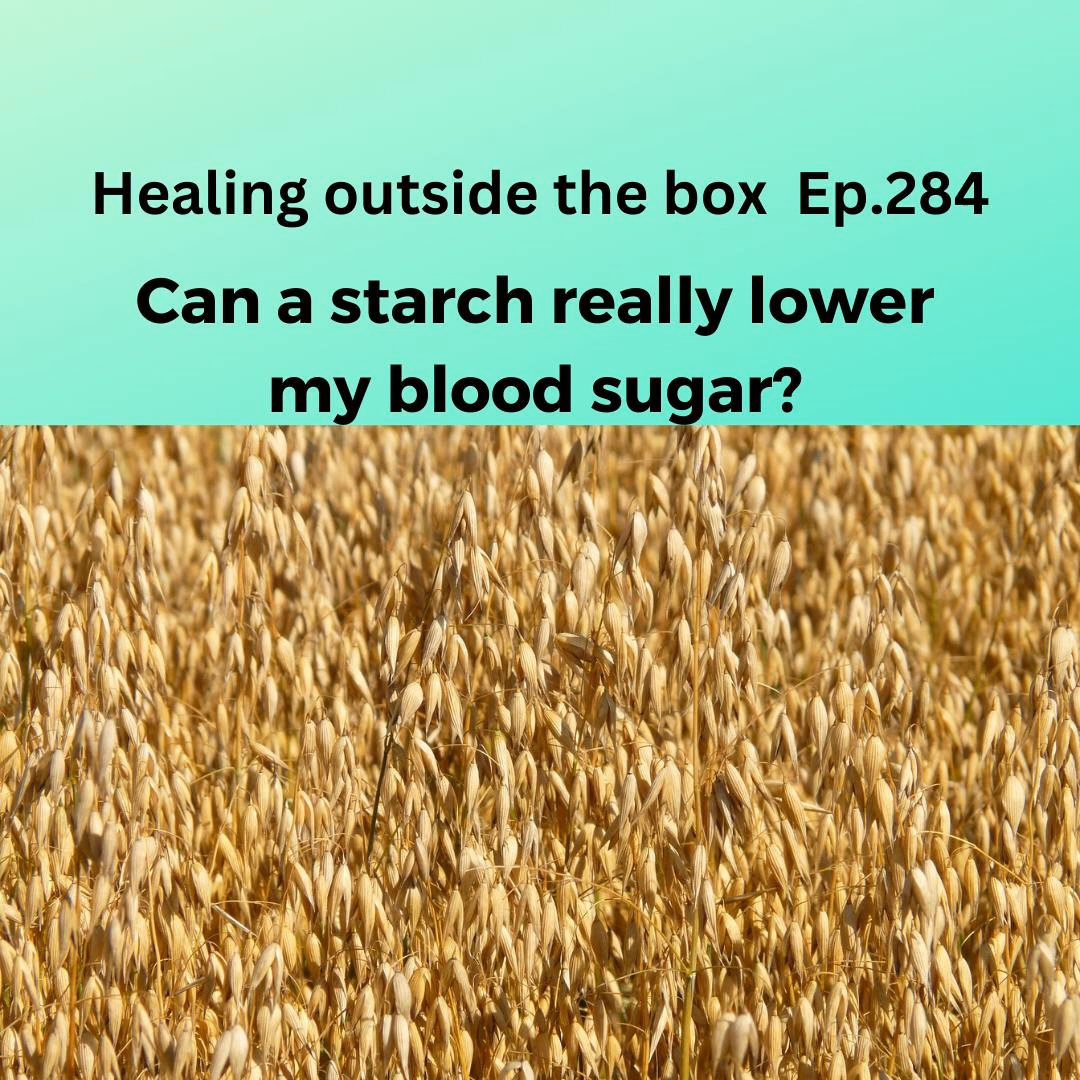 Healing outside the box  Ep.284
Can a starch really lower
my blood sugar?